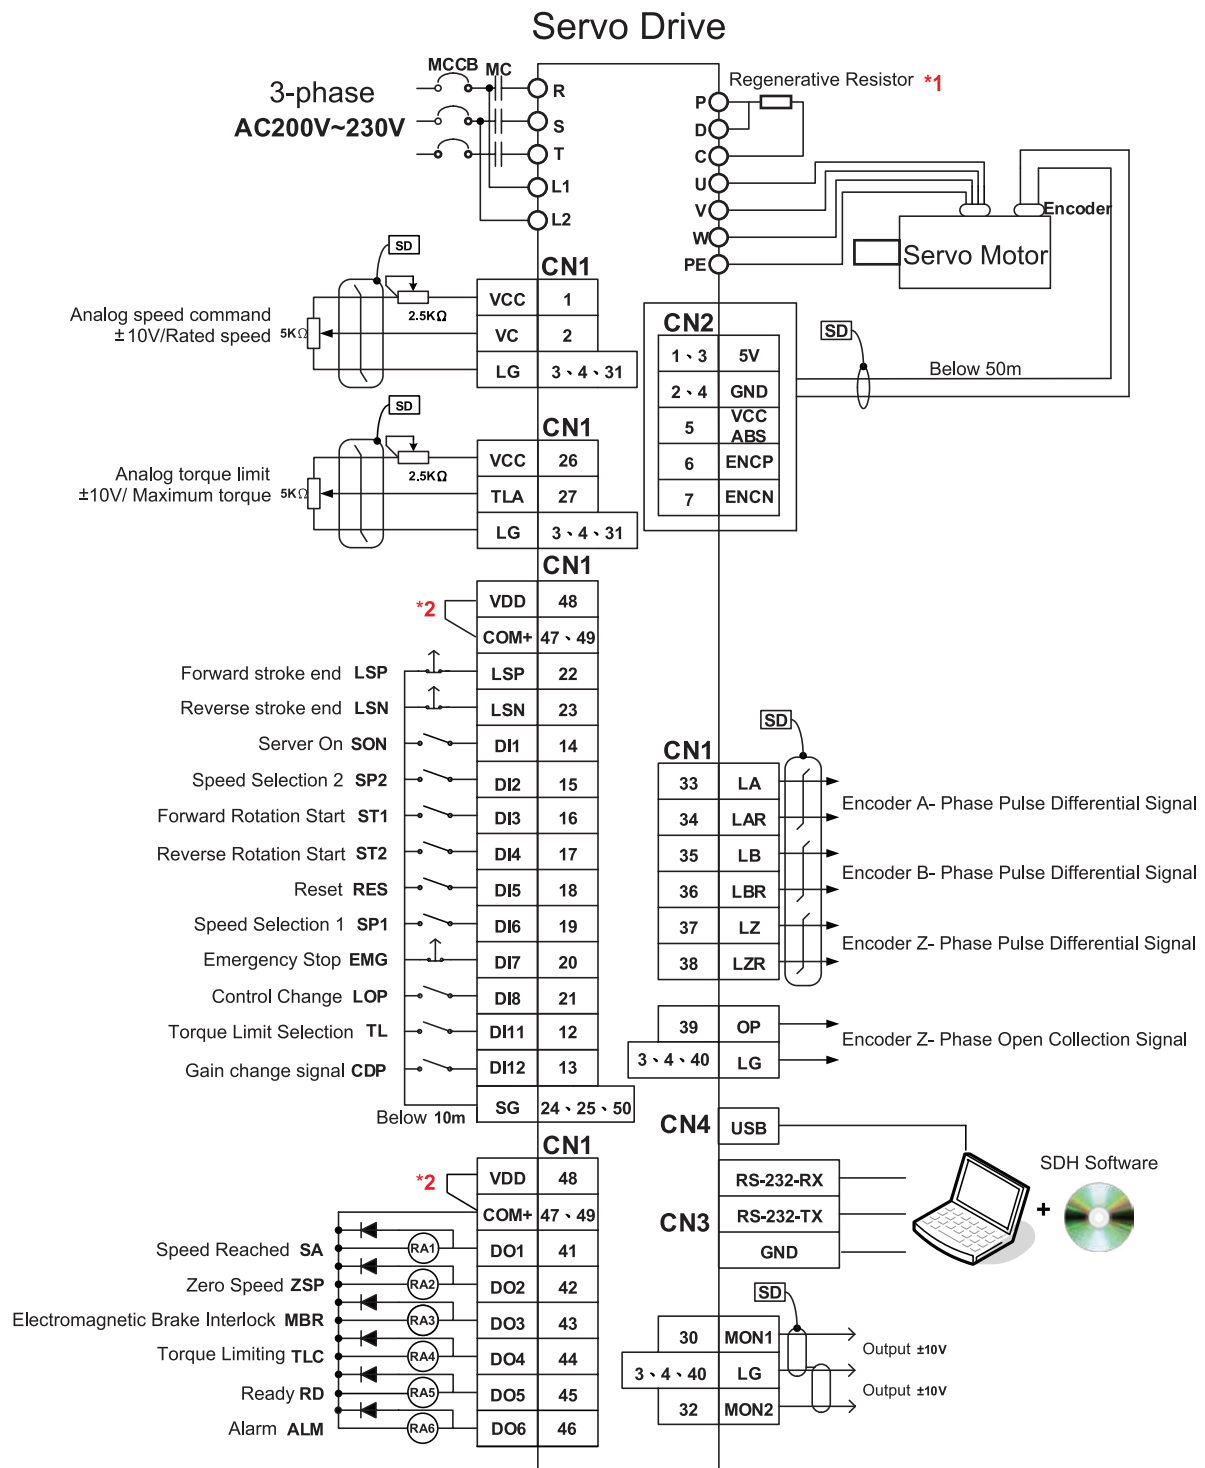 Servo Drive
MCCB MC
3-phase
AC200V~230V
R
S
T
L1
L2
Regenerative Resistor *1
P
D
C
U
V
W
PE
Encoder
Servo Motor
SD
CN1
Analog speed command
±10V/Rated speed
5KΩ
2.5KΩ
VCC 1
VC 2
LG 3、4、31
CN2
1、3 5V
2、4 GND
5 VCC ABS
6 ENCP
7 ENCN
SD
Below 50m
SD
CN1
Analog torque limit
±10V/ Maximum torque
5KΩ
2.5KΩ
VCC 26
TLA 27
LG 3、4、31
CN1
*2
VDD 48
COM+ 47、49
Forward stroke end LSP LSP 22
Reverse stroke end LSN LSN 23
Server On SON DI1 14
Speed Selection 2 SP2 DI2 15
Forward Rotation Start ST1 DI3 16
Reverse Rotation Start ST2 DI4 17
Reset RES DI5 18
Speed Selection 1 SP1 DI6 19
Emergency Stop EMG DI7 20
Control Change LOP DI8 21
Torque Limit Selection TL DI11 12
Gain change signal CDP DI12 13
Below 10m SG 24、25、50
SD
CN1
33 LA
34 LAR
Encoder A- Phase Pulse Differential Signal
35 LB
36 LBR
Encoder B- Phase Pulse Differential Signal
37 LZ
38 LZR
Encoder Z- Phase Pulse Differential Signal
39 OP
3、4、40 LG
Encoder Z- Phase Open Collection Signal
CN4 USB
CN3
RS-232-RX
RS-232-TX
GND
SDH Software
+
CN1
*2
VDD 48
COM+ 47、49
Speed Reached SA RA1 DO1 41
Zero Speed ZSP RA2 DO2 42
Electromagnetic Brake Interlock MBR RA3 DO3 43
Torque Limiting TLC RA4 DO4 44
Ready RD RA5 DO5 45
Alarm ALM RA6 DO6 46
SD
30 MON1
Output ±10V
3、4、40 LG
Output ±10V
32 MON2